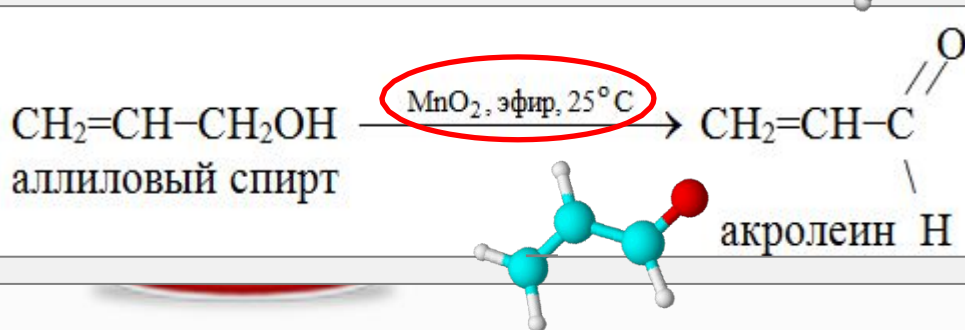 O
MnO₂, эфир, 25°C
CH₂=CH−CH₂OH → CH₂=CH−C
аллиловый спирт
акролеин H